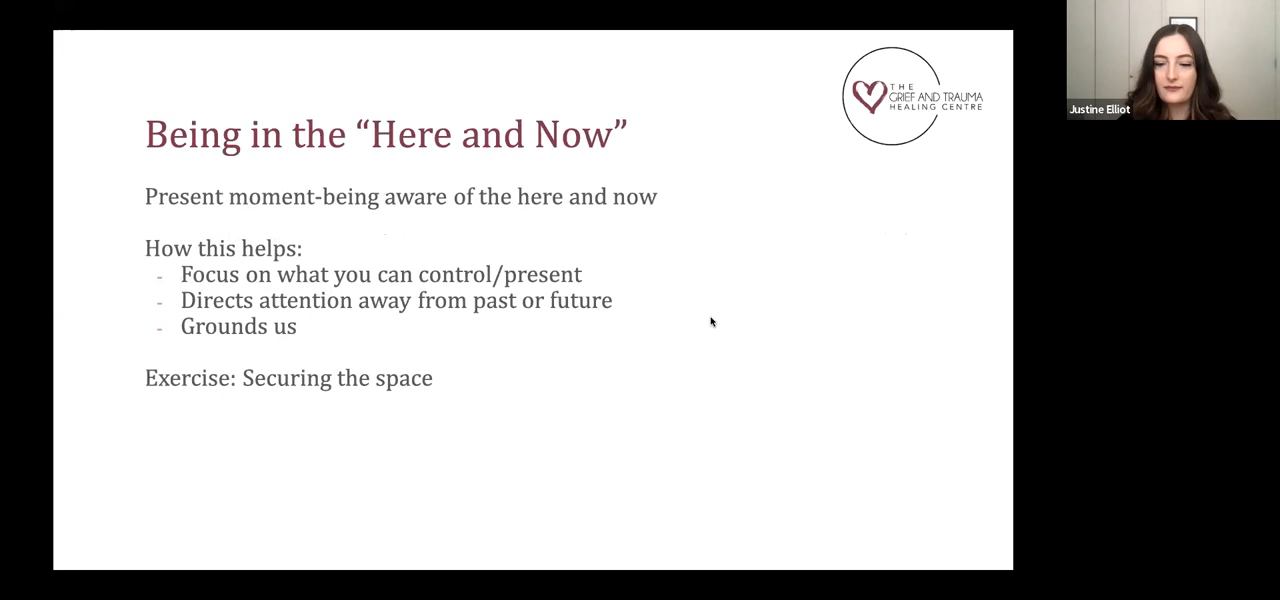 THE
GRIEF AND TRAUMA
HEALING CENTRE
Justine Elliot
Being in the “Here and Now”
Present moment-being aware of the here and now
How this helps:
- Focus on what you can control/present
- Directs attention away from past or future
- Grounds us
Exercise: Securing the space